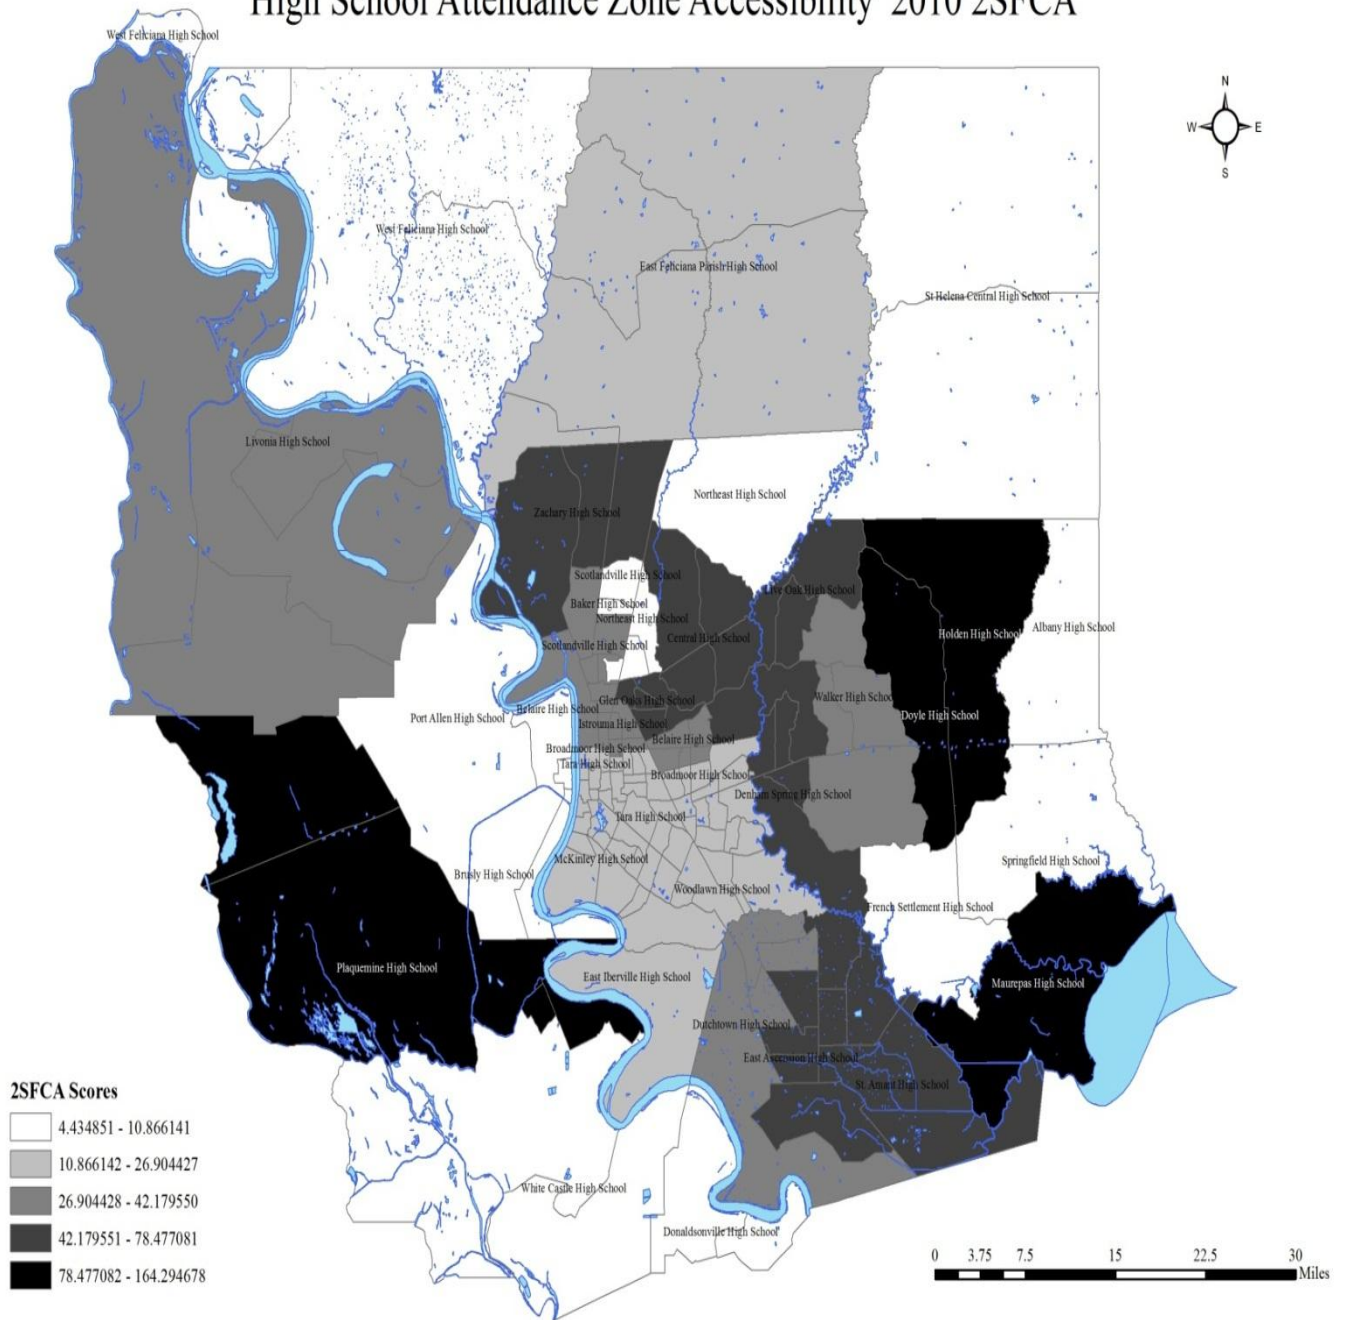 High School Attendance Zone Accessibility 2010 2SFCA
West Feliciana High School
N
W
E
S
West Feliciana High School
East Feliciana Parish High School
St Helena Central High School
Livonia High School
Northeast High School
Zachary High School
Scotlandville High School
Live Oak High School
Baker High School
Northeast High School
Albany High School
Holden High School
Central High School
Scotlandville High School
Walker High School
Glen Oaks High School
Belaire High School
Doyle High School
Port Allen High School
Istrouma High School
Belaire High School
Broadmoor High School
Tara High School
Broadmoor High School
Denham Spring High School
Tara High School
McKinley High School
Springfield High School
Brusly High School
Woodlawn High School
French Settlement High School
Plaquemine High School
East Iberville High School
Maurepas High School
Dutchtown High School
East Ascension High School
St. Amant High School
White Castle High School
Donaldsonville High School
2SFCA Scores
4.434851 - 10.866141
10.866142 - 26.904427
26.904428 - 42.179550
42.179551 - 78.477081
78.477082 - 164.294678
0 3.75 7.5 15 22.5 30
Miles